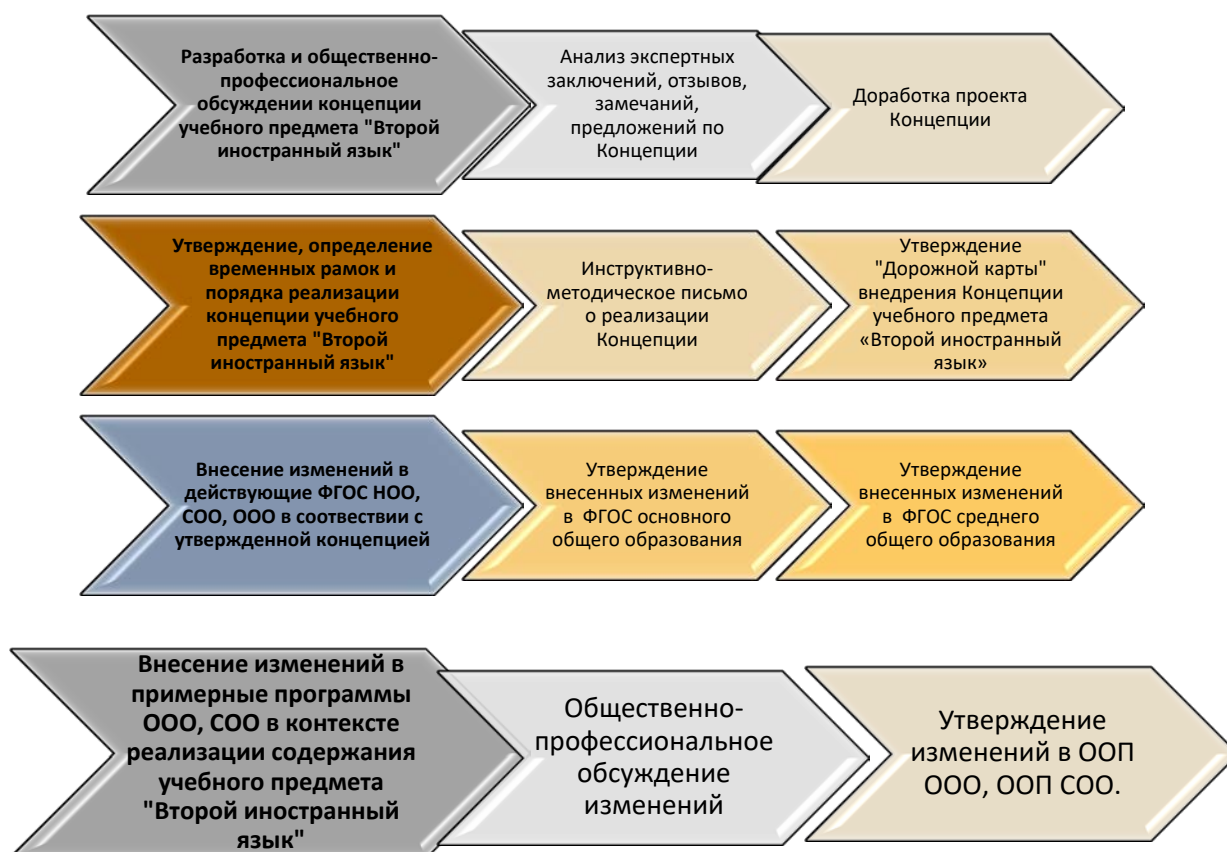 Разработка и общественно-
профессиональное
обсуждении концепции
учебного предмета "Второй
иностранный язык"
Анализ экспертных
заключений, отзывов,
замечаний,
предложений по
Концепции
Доработка проекта
Концепции
Утверждение, определение
временных рамок и
порядка реализации
концепции учебного
предмета "Второй
иностранный язык"
Инструктивно-
методическое письмо
о реализации
Концепции
Утверждение
"Дорожной карты"
внедрения Концепции
учебного предмета
«Второй иностранный
язык»
Внесение изменений в
действующие ФГОС НОО,
СОО, ООО в соотвествии с
утвержденной концепцией
Утверждение
внесенных изменений
в ФГОС основного
общего образования
Утверждение
внесенных изменений
в ФГОС среднего
общего образования
Внесение изменений в
примерные программы
ООО, СОО в контексте
реализации содержания
учебного предмета
"Второй иностранный
язык"
Общественно-
профессиональное
обсуждение
изменений
Утверждение
изменений в ООП
ООО, ООП СОО.